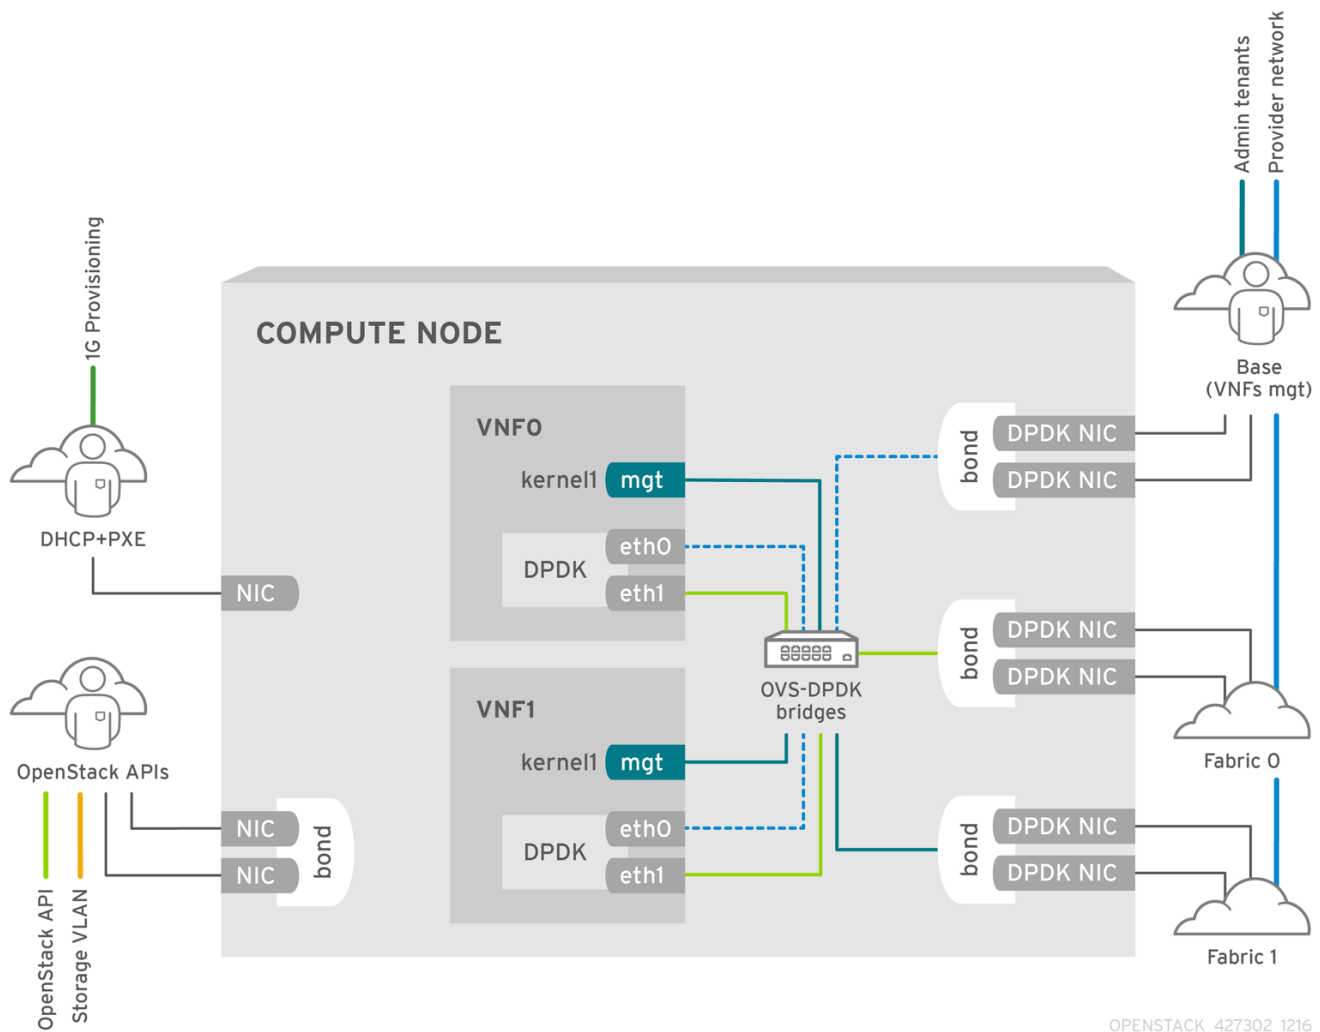 Admin tenants
Provider network
1G Provisioning
COMPUTE NODE
Base
(VNFs mgt)
VNF0
kernel1
mgt
bond
DPDK NIC
DPDK NIC
DHCP+PXE
eth0
DPDK
eth1
NIC
bond
DPDK NIC
DPDK NIC
OVS-DPDK
bridges
VNF1
kernel1
mgt
Fabric 0
OpenStack APIs
NIC
NIC
bond
eth0
DPDK
eth1
bond
DPDK NIC
DPDK NIC
Fabric 1
OpenStack API
Storage VLAN
OPENSTACK_427302_1216